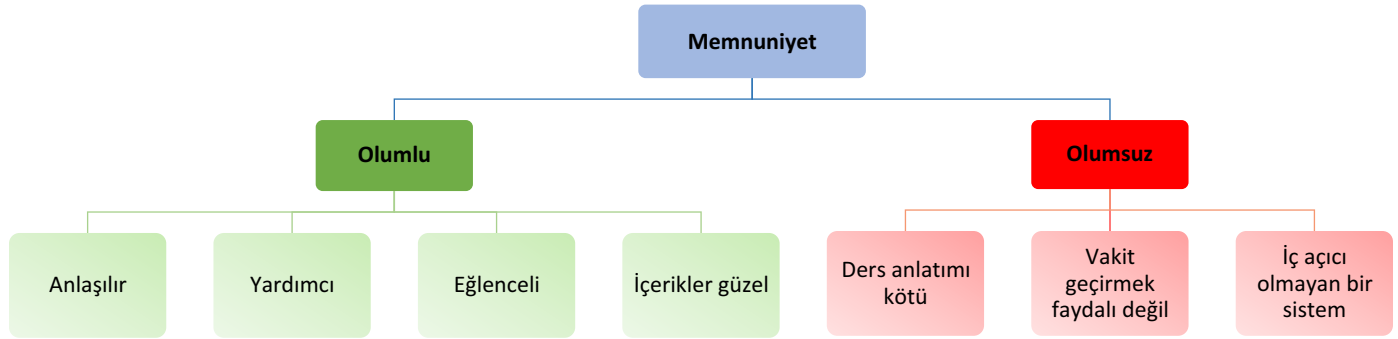 Memnuniyet
Olumlu
Olumsuz
Anlaşılır
Yardımcı
Eğlenceli
İçerikler güzel
Ders anlatımı
kötü
Vakit
geçirmek
faydalı değil
İç açıcı
olmayan bir
sistem